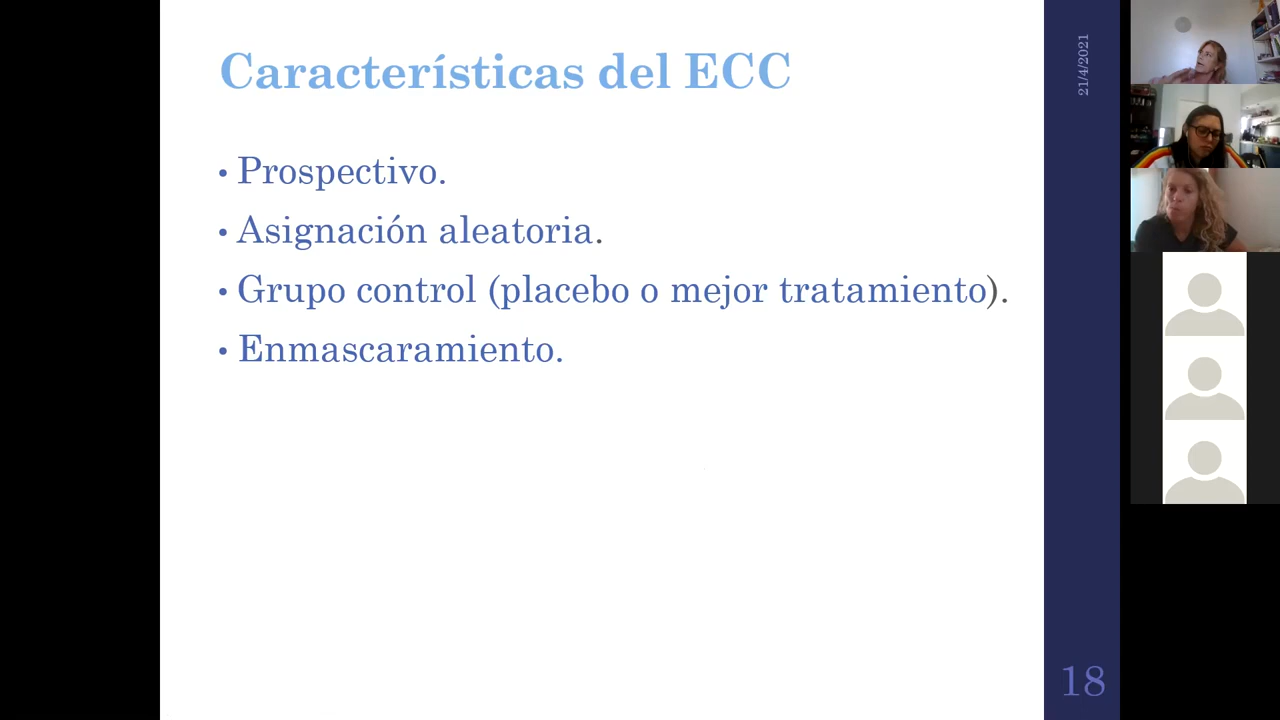 Características del ECC
• Prospectivo.
• Asignación aleatoria.
• Grupo control (placebo o mejor tratamiento).
• Enmascaramiento.
21/4/2021
18